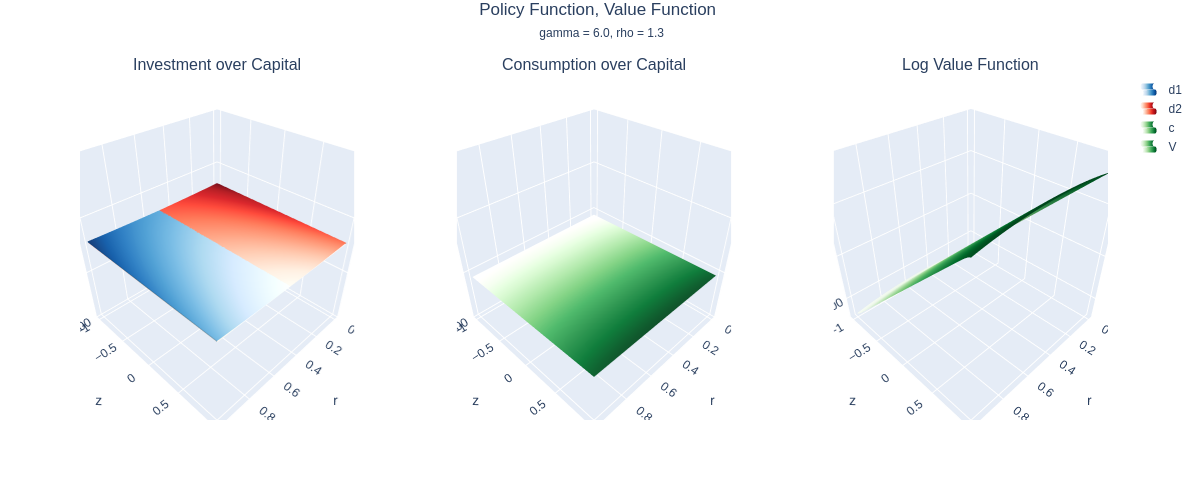 Policy Function, Value Function
gamma = 6.0, rho = 1.3
Investment over Capital
Consumption over Capital
Log Value Function
d1
d2
c
V
−0.5
0
0.5
z
0.2
0.4
0.6
0.8
r
−0.5
0
0.5
z
0.2
0.4
0.6
0.8
r
−1
−0.5
0
0.5
z
0.2
0.4
0.6
0.8
r